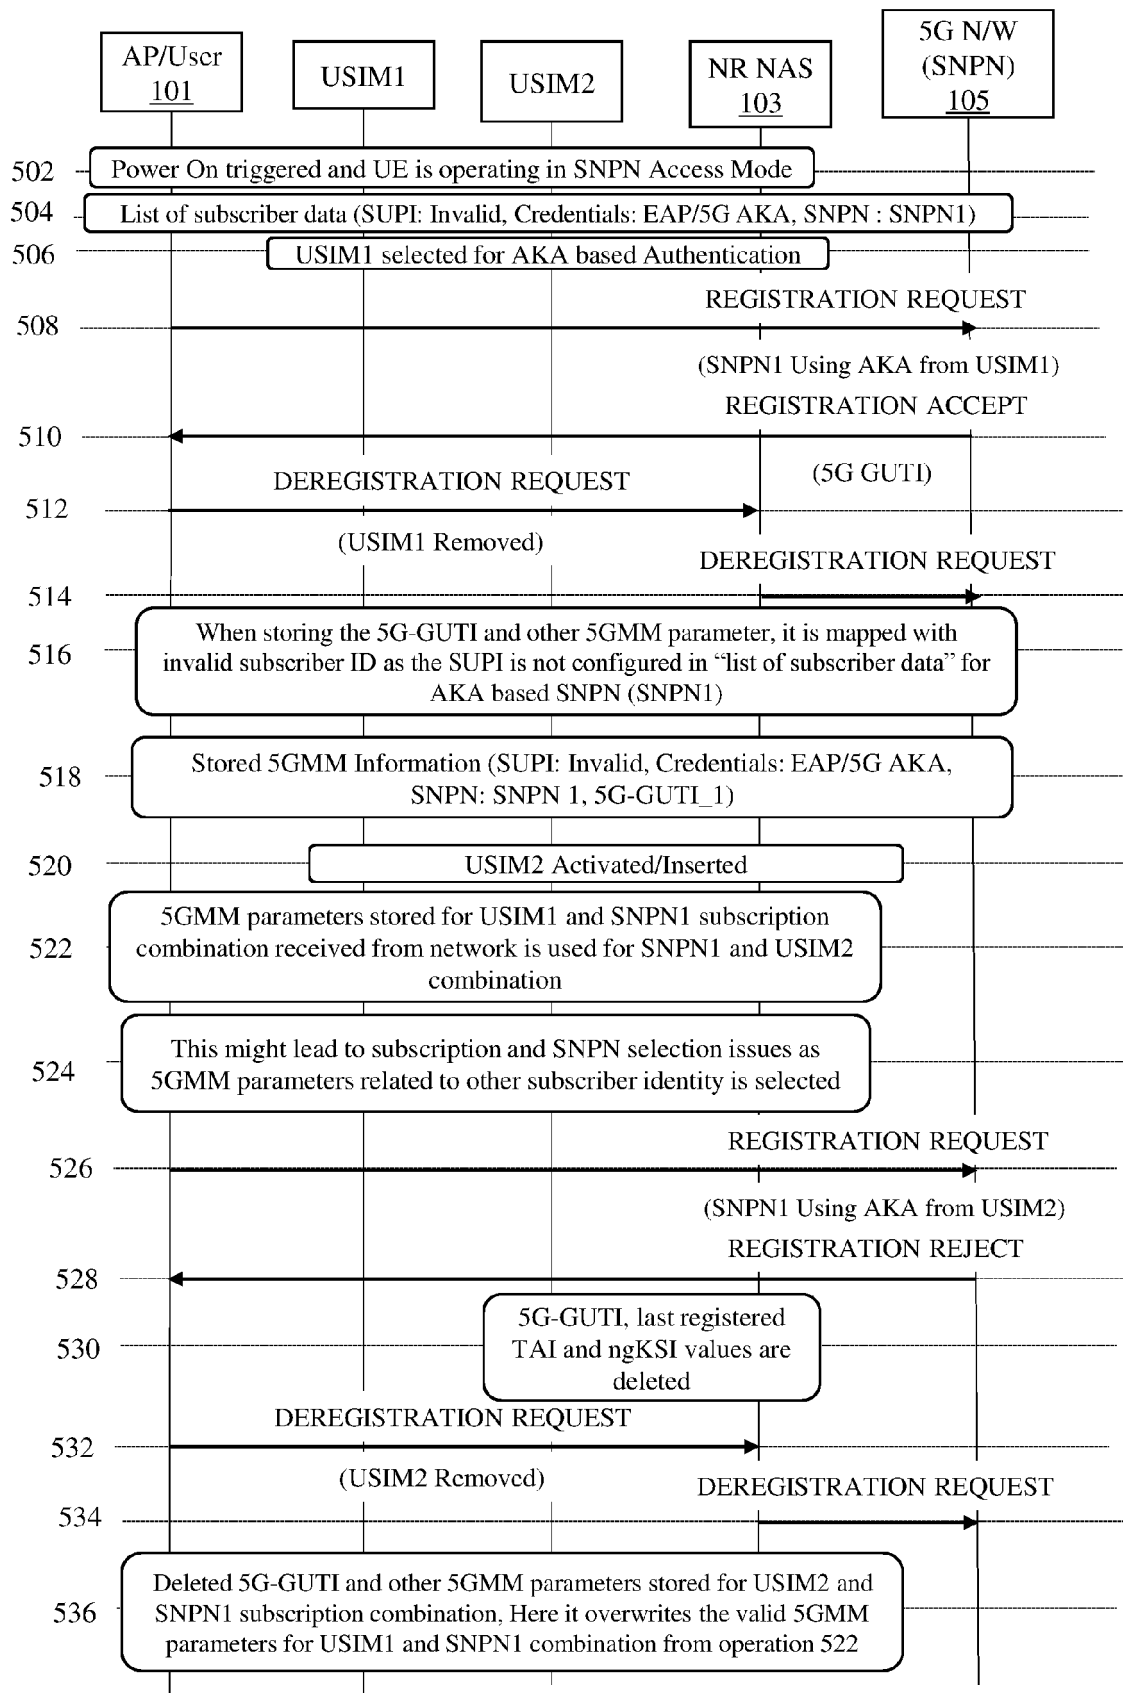 AP/User
101
USIM1
USIM2
NR NAS
103
5G N/W
(SNPN)
105
502
Power On triggered and UE is operating in SNPN Access Mode
504
List of subscriber data (SUPI: Invalid, Credentials: EAP/5G AKA, SNPN : SNPN1)
506
USIM1 selected for AKA based Authentication
REGISTRATION REQUEST
508
(SNPN1 Using AKA from USIM1)
REGISTRATION ACCEPT
510
(5G GUTI)
DEREGISTRATION REQUEST
512
(USIM1 Removed)
DEREGISTRATION REQUEST
514
516
When storing the 5G-GUTI and other 5GMM parameter, it is mapped with
invalid subscriber ID as the SUPI is not configured in “list of subscriber data” for
AKA based SNPN (SNPN1)
518
Stored 5GMM Information (SUPI: Invalid, Credentials: EAP/5G AKA,
SNPN: SNPN 1, 5G-GUTI_1)
520
USIM2 Activated/Inserted
522
5GMM parameters stored for USIM1 and SNPN1 subscription
combination received from network is used for SNPN1 and USIM2
combination
524
This might lead to subscription and SNPN selection issues as
5GMM parameters related to other subscriber identity is selected
REGISTRATION REQUEST
526
(SNPN1 Using AKA from USIM2)
REGISTRATION REJECT
528
530
5G-GUTI, last registered
TAI and ngKSI values are
deleted
DEREGISTRATION REQUEST
532
(USIM2 Removed)
DEREGISTRATION REQUEST
534
536
Deleted 5G-GUTI and other 5GMM parameters stored for USIM2 and
SNPN1 subscription combination, Here it overwrites the valid 5GMM
parameters for USIM1 and SNPN1 combination from operation 522